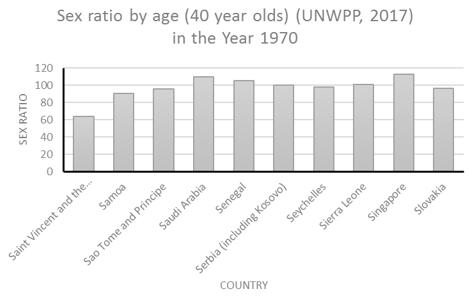 Sex ratio by age (40 year olds) (UNWPP, 2017)
in the Year 1970
120
100
80
60
40
20
0
SEX RATIO
Saint Vincent and the...
Samoa
Sao Tome and Principe
Saudi Arabia
Senegal
Serbia (including Kosovo)
Seychelles
Sierra Leone
Singapore
Slovakia
COUNTRY